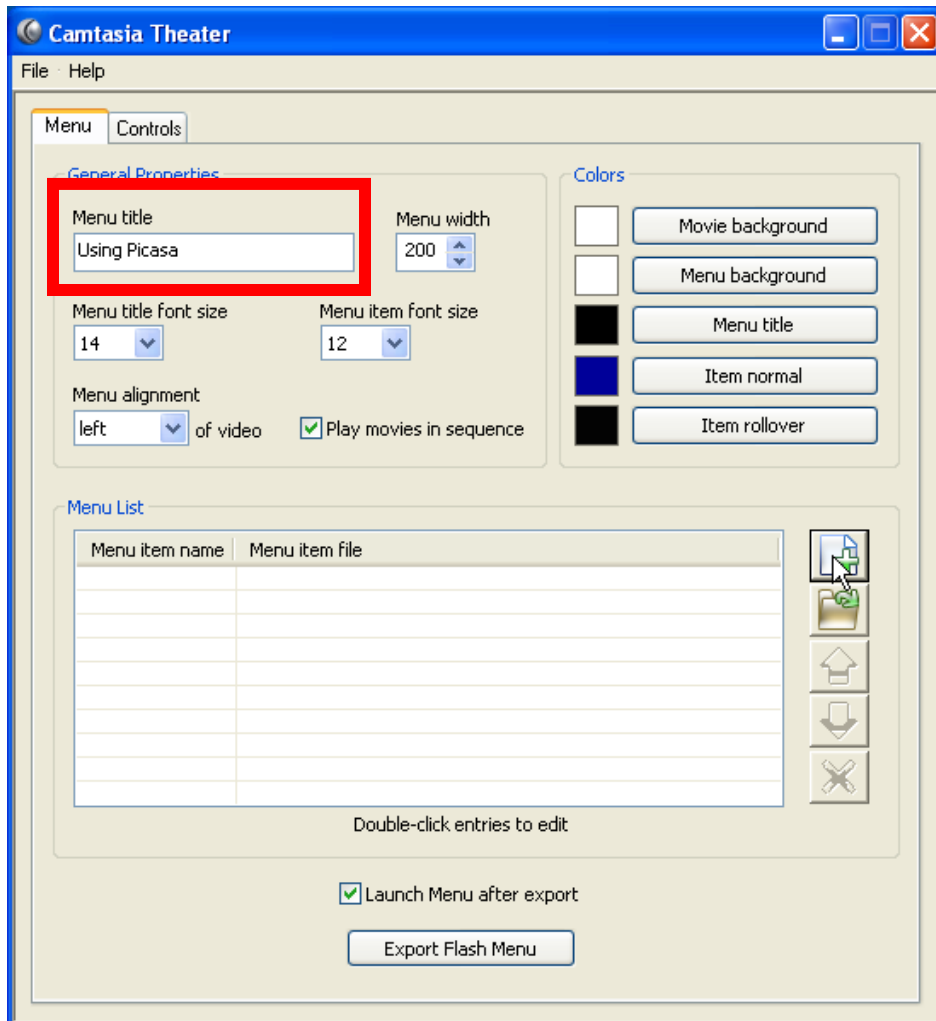 Camtasia Theater
File Help
Menu Controls
General Properties
Menu title
Using Picasa
Menu width
200
Menu title font size
14
Menu item font size
12
Menu alignment
left of video
Play movies in sequence
Colors
Movie background
Menu background
Menu title
Item normal
Item rollover
Menu List
Menu item name Menu item file
Double-click entries to edit
Launch Menu after export
Export Flash Menu